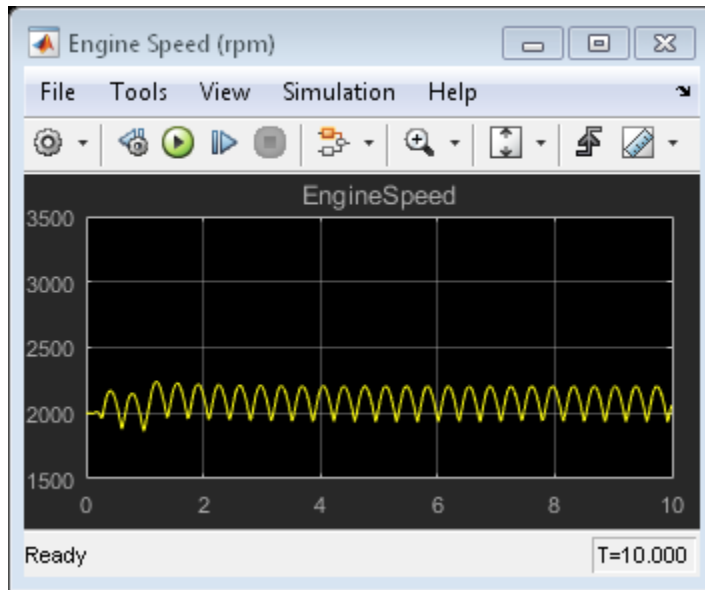 Engine Speed (rpm)
File Tools View Simulation Help
EngineSpeed
3500
3000
2500
2000
1500
0 2 4 6 8 10
Ready T=10.000